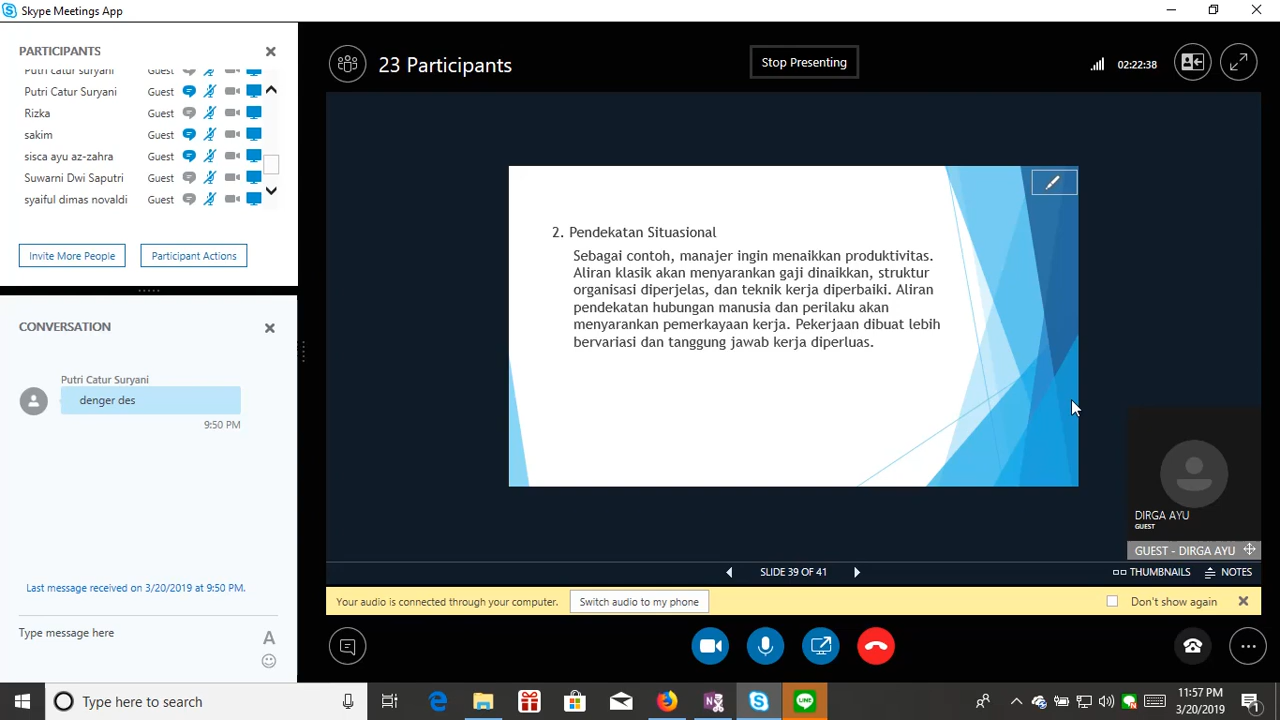 Skype Meetings App
PARTICIPANTS
Putri catur suryani Guest
Putri Catur Suryani Guest
Rizka Guest
sakim Guest
sisca ayu az-zahra Guest
Suwarni Dwi Saputri Guest
syaiful dimas novaldi Guest
Invite More People
Participant Actions
CONVERSATION
Putri Catur Suryani
denger des
9:50 PM
Last message received on 3/20/2019 at 9:50 PM.
Type message here
A
23 Participants
Stop Presenting
02:22:38
2. Pendekatan Situasional
Sebagai contoh, manajer ingin menaikkan produktivitas.
Aliran klasik akan menyarankan gaji dinaikkan, struktur
organisasi diperjelas, dan teknik kerja diperbaiki. Aliran
pendekatan hubungan manusia dan perilaku akan
menyarankan pemerkayaan kerja. Pekerjaan dibuat lebih
bervariasi dan tanggung jawab kerja diperluas.
DIRGA AYU
GUEST
GUEST - DIRGA AYU
SLIDE 39 OF 41
THUMBNAILS
NOTES
Your audio is connected through your computer.
Switch audio to my phone
Don't show again
Type here to search
LINE
11:57 PM
3/20/2019
1